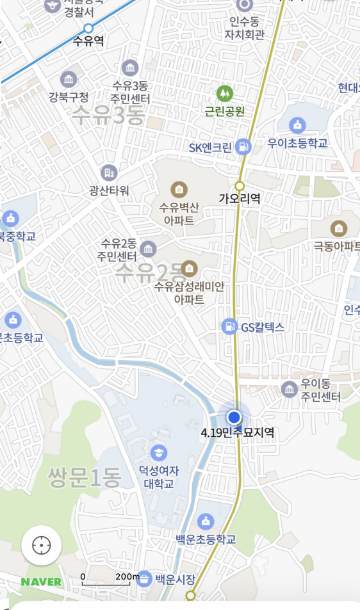 경찰서
인수동
자치회관
수유역
수유3동
주민센터
강북구청
수유3동
근린공원
SK엔크린
우이초등학교
광산타워
가오리역
수유벽산
아파트
북중학교
수유2동
주민센터
극동아파트
수유2동
수유삼성래미안
아파트
GS칼텍스
초등학교
우이동
주민센터
4.19민주묘지역
덕성여자
대학교
쌍문1동
백운초등학교
NAVER
0 200m
백운시장